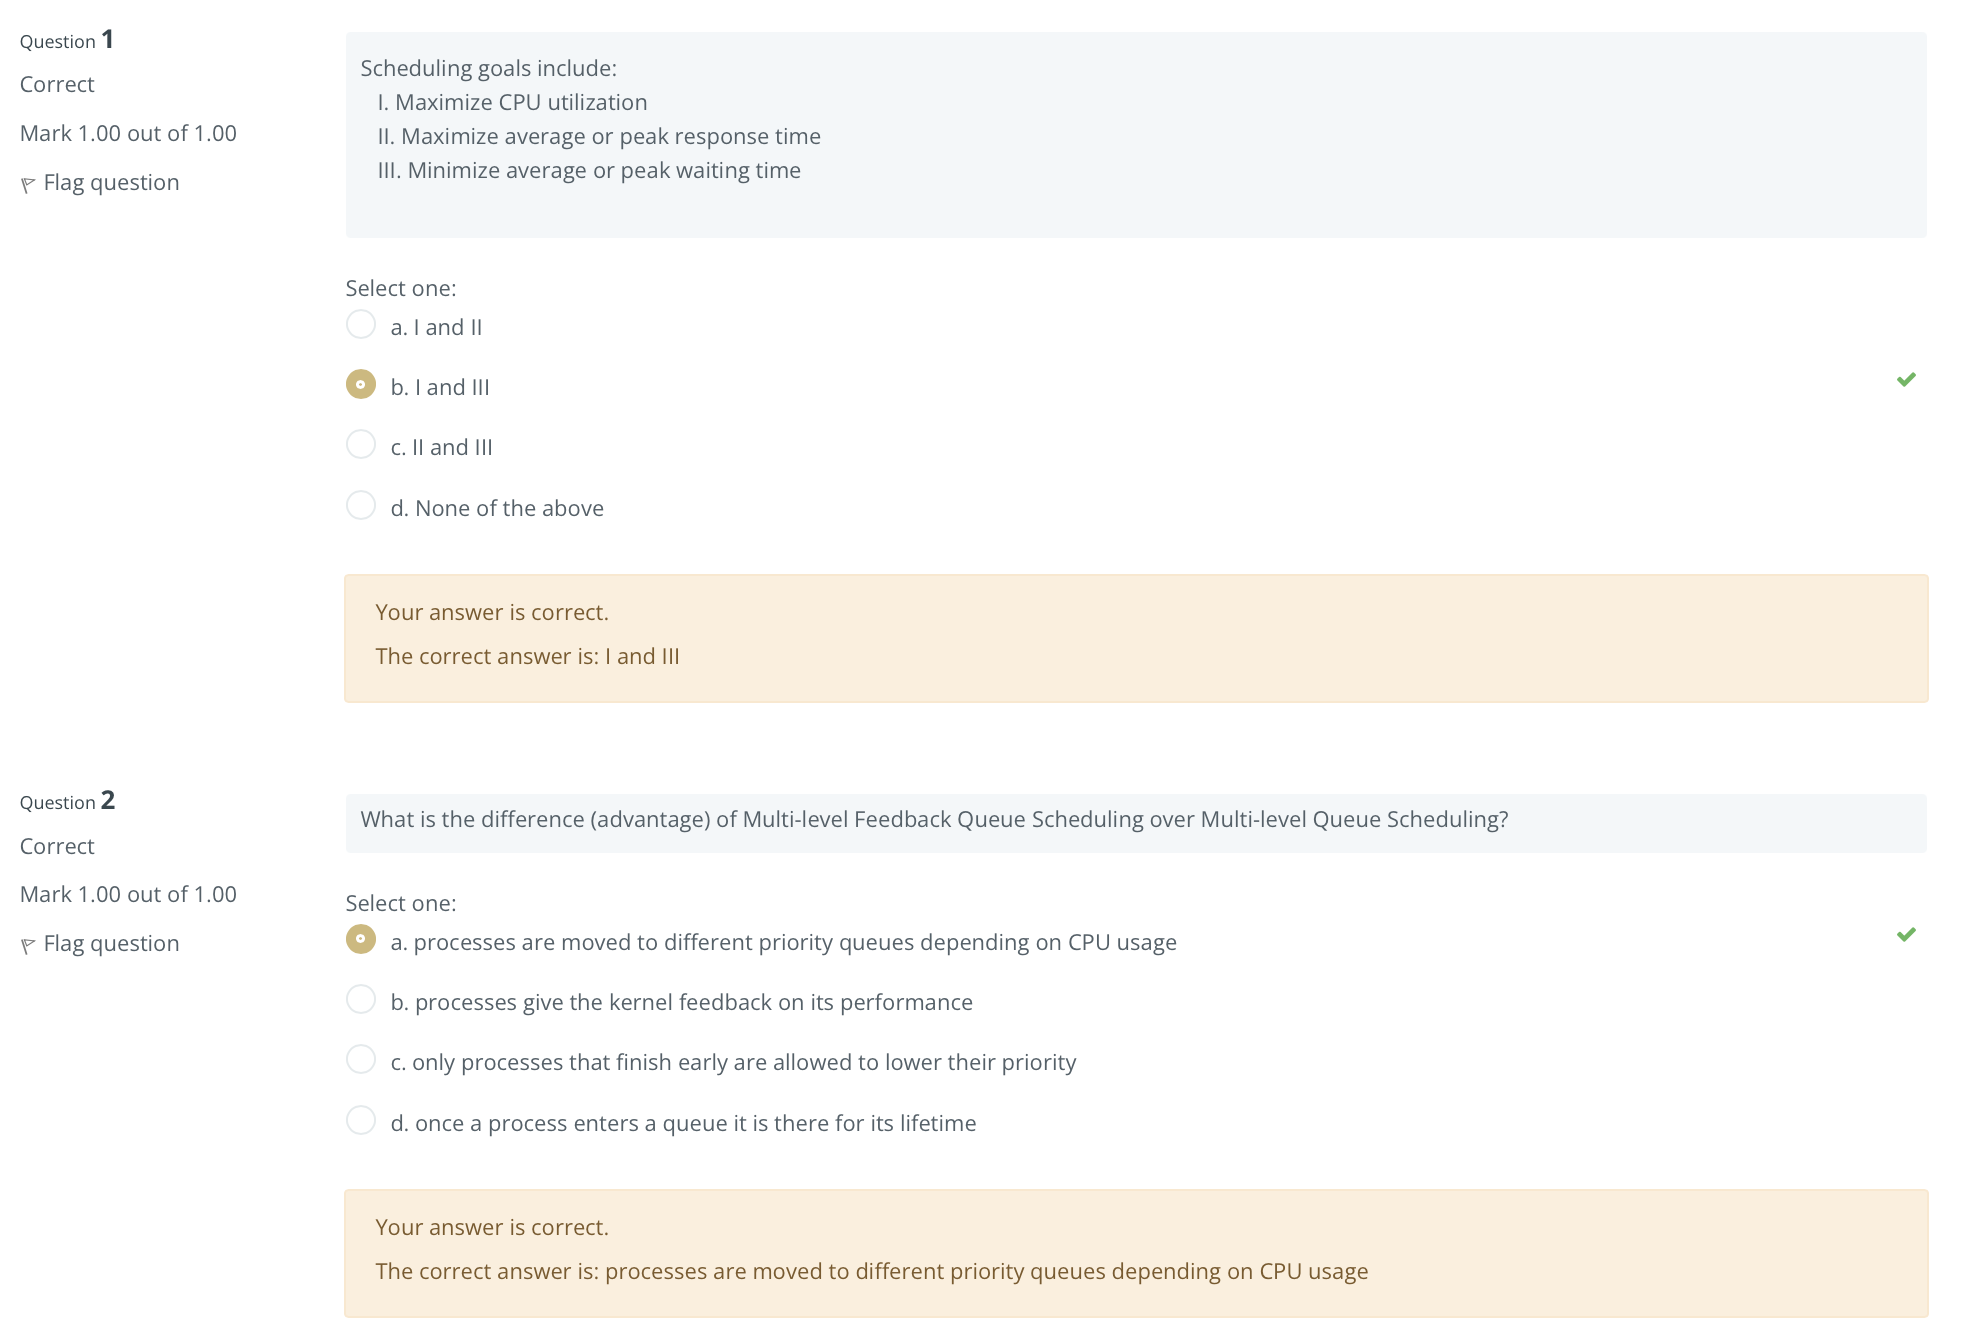 Question 1
Correct
Mark 1.00 out of 1.00
Flag question
Scheduling goals include:
I. Maximize CPU utilization
II. Maximize average or peak response time
III. Minimize average or peak waiting time
Select one:
a. I and II
b. I and III
c. II and III
d. None of the above
Your answer is correct.
The correct answer is: I and III
Question 2
Correct
Mark 1.00 out of 1.00
Flag question
What is the difference (advantage) of Multi-level Feedback Queue Scheduling over Multi-level Queue Scheduling?
Select one:
a. processes are moved to different priority queues depending on CPU usage
b. processes give the kernel feedback on its performance
c. only processes that finish early are allowed to lower their priority
d. once a process enters a queue it is there for its lifetime
Your answer is correct.
The correct answer is: processes are moved to different priority queues depending on CPU usage